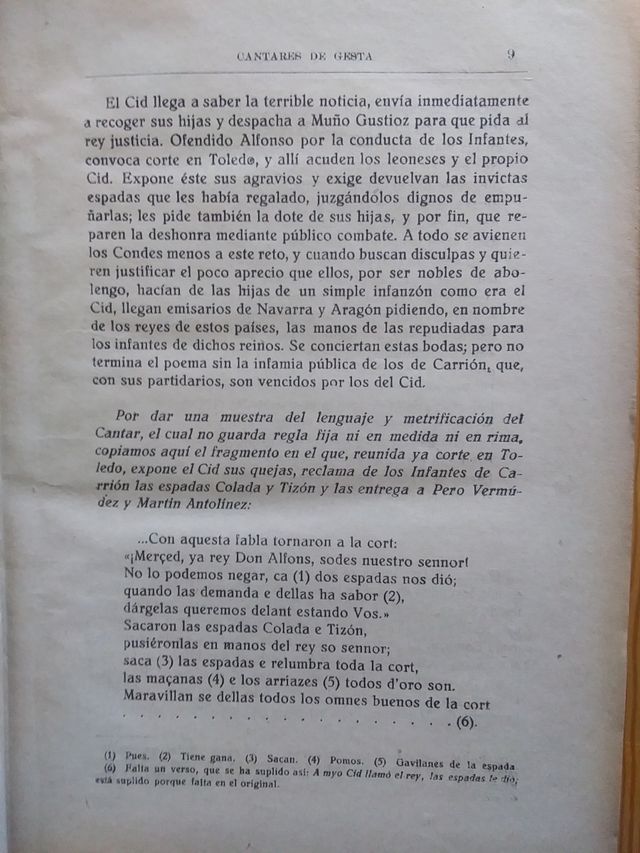 CANTARES DE GESTA 9
El Cid llega a saber la terrible noticia, envía inmediatamente
a recoger sus hijas y despacha a Muño Gustioz para que pida al
rey justicia. Ofendido Alfonso por la conducta de los Infantes,
convoca corte en Toledo, y allí acuden los leoneses y el propio
Cid. Expone éste sus agravios y exige devuelvan las invictas
espadas que les había regalado, juzgándolos dignos de empu-
ñarlas; les pide también la dote de sus hijas, y por fin, que re-
paren la deshonra mediante público combate. A todo se avienen
los Condes menos a este reto, y cuando buscan disculpas y quie-
ren justificar el poco aprecio que ellos, por ser nobles de abo-
lengo, hacían de las hijas de un simple infanzón como era el
Cid, llegan emisarios de Navarra y Aragón pidiendo, en nombre
de los reyes de estos países, las manos de las repudiadas para
los infantes de dichos reinos. Se conciertan estas bodas; pero no
termina el poema sin la infamia pública de los de Carrión, que,
con sus partidarios, son vencidos por los del Cid.
Por dar una muestra del lenguaje y metrificación del
Cantar, el cual no guarda regla fija ni en medida ni en rima,
copiamos aquí el fragmento en el que, reunída ya corte en To-
ledo, expone el Cid sus quejas, reclama de los Infantes de Ca-
rrión las espadas Colada y Tizón y las entrega a Pero Vermú-
dez y Martín Antolínez:
...Con aquesta fabla tornaron a la cort:
«¡Merçed, ya rey Don Alfons, sodes nuestro sennor!
No lo podemos negar, ca (1) dos espadas nos dió;
quando las demanda e dellas ha sabor (2),
dárgelas queremos delant estando Vos.»
Sacaron las espadas Colada e Tizón,
pusiéronlas en manos del rey so sennor;
saca (3) las espadas e relumbra toda la cort,
las maçanas (4) e los arriazes (5) todos d'oro son.
Maravillan se dellas todos los omnes buenos de la cort
. . . . . . . . . . . . . . . . . . . (6).
(1) Pues. (2) Tiene gana. (3) Sacan. (4) Pomos. (5) Gavilanes de la espada
(6) Falta un verso, que se ha suplido así: A myo Cid llamó el rey, las espadas le dio;
está suplido porque falta en el original.